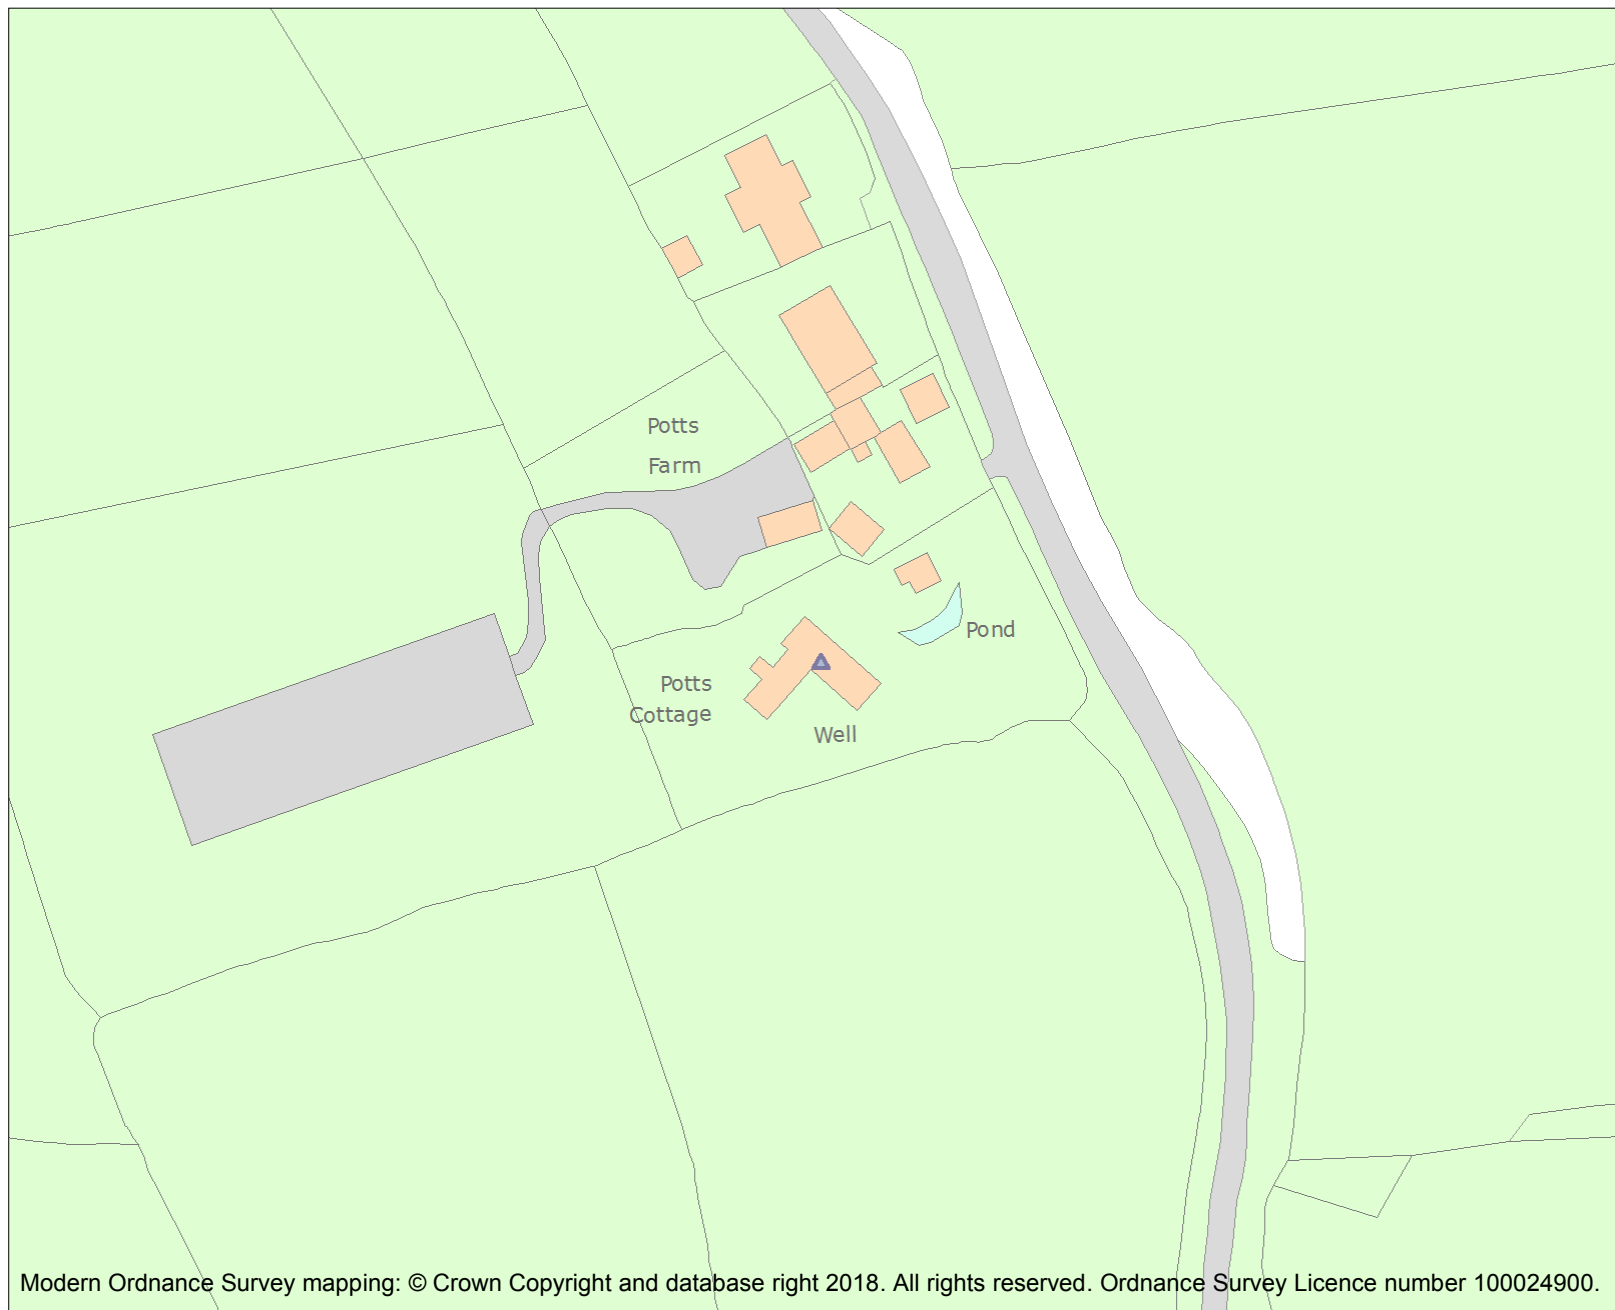 Potts
Farm
Pond
Potts
Cottage
Well
Modern Ordnance Survey mapping: © Crown Copyright and database right 2018. All rights reserved. Ordnance Survey Licence number 100024900.